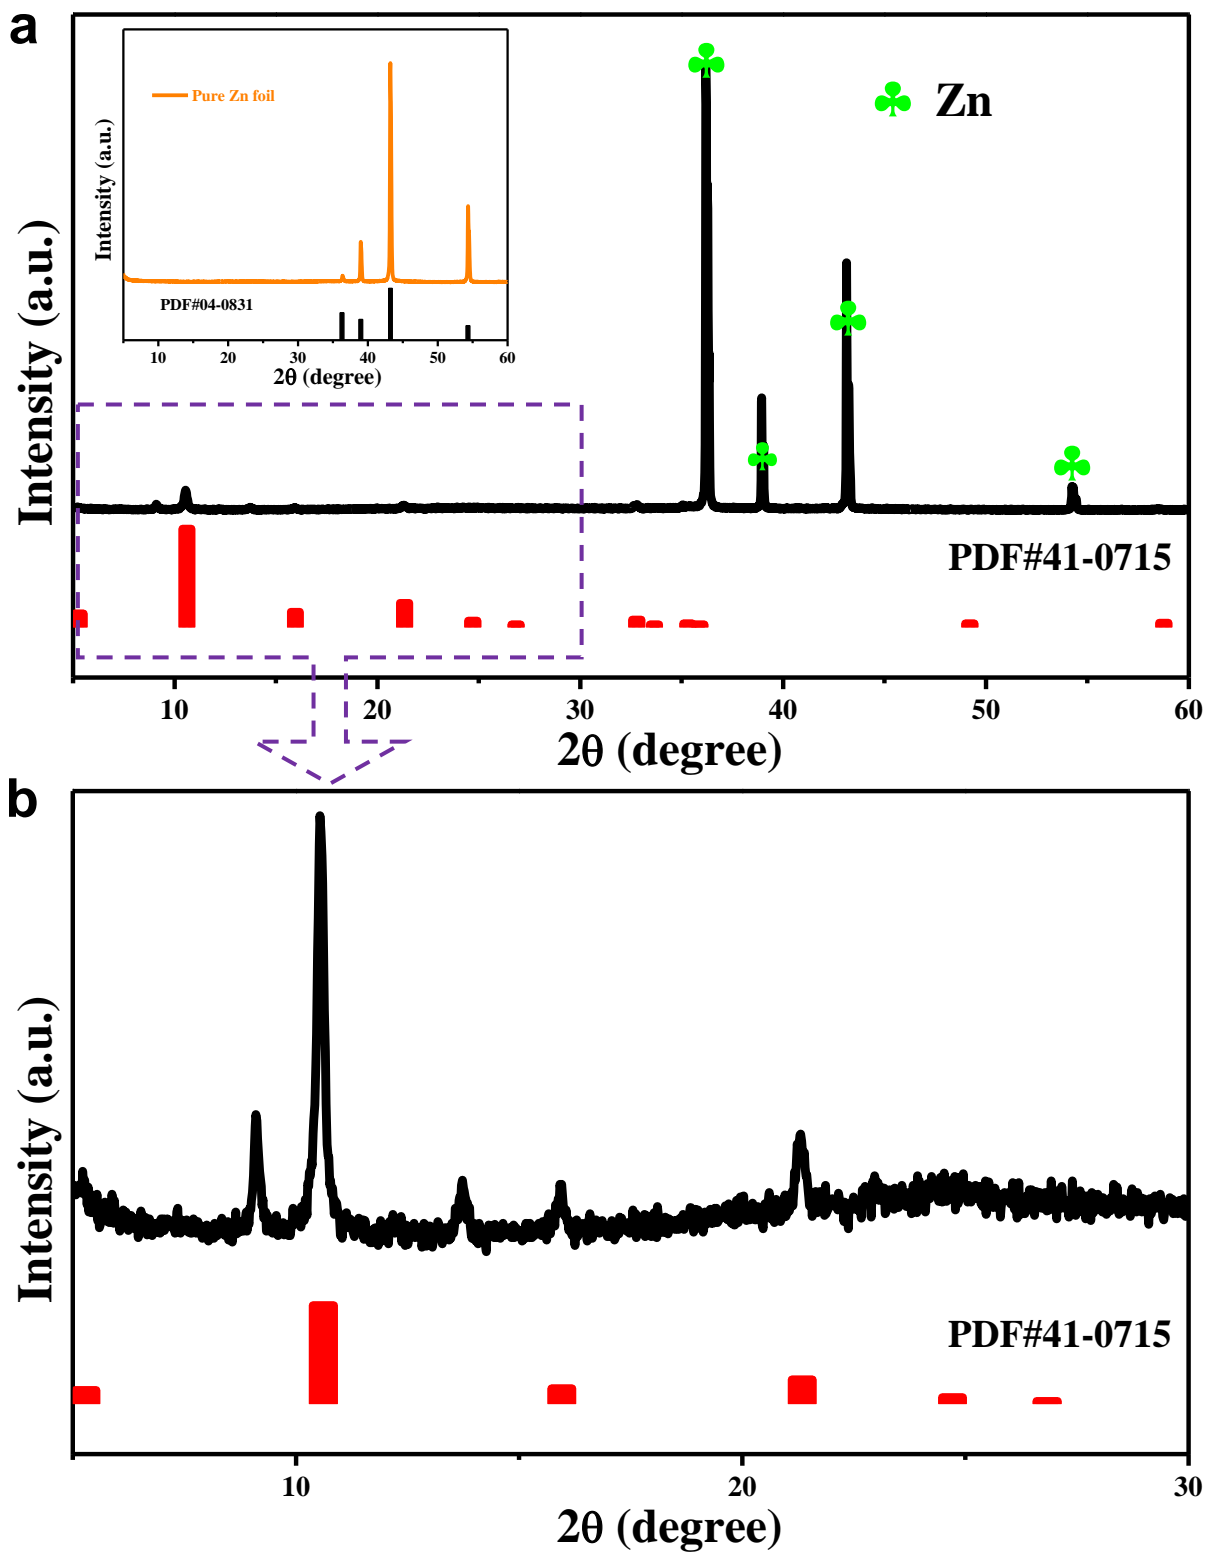 a
Pure Zn foil
Intensity (a.u.)
PDF#04-0831
10 20 30 40 50 60
2θ (degree)
♣ Zn
Intensity (a.u.)
PDF#41-0715
10 20 30 40 50 60
2θ (degree)
b
Intensity (a.u.)
PDF#41-0715
10 20 30
2θ (degree)